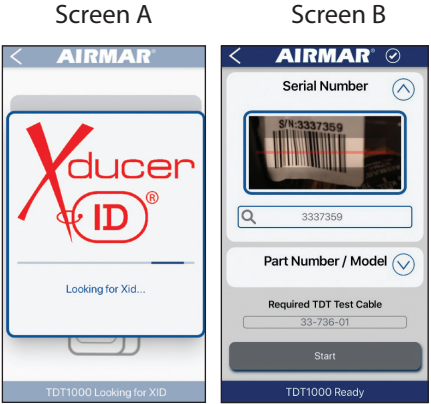 Screen A
Screen B
AIRMAR®
Xducer
ID®
Looking for Xid...
TDT1000 Looking for XID
AIRMAR®
Serial Number
S/N:3337359
3337359
Part Number / Model
Required TDT Test Cable
33-736-01
Start
TDT1000 Ready